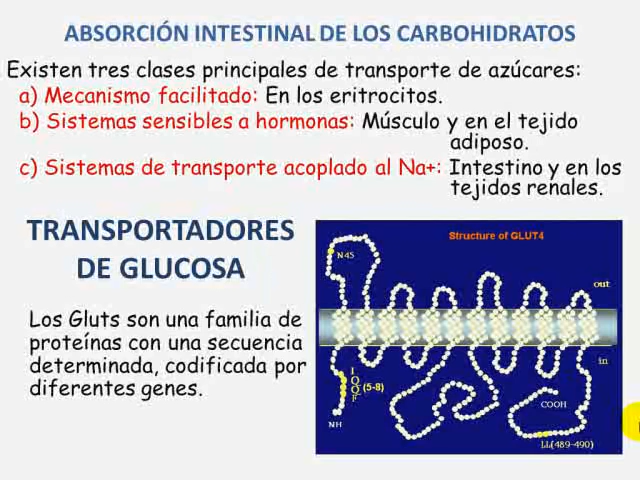 ABSORCIÓN INTESTINAL DE LOS CARBOHIDRATOS
Existen tres clases principales de transporte de azúcares:
a) Mecanismo facilitado: En los eritrocitos.
b) Sistemas sensibles a hormonas: Músculo y en el tejido
adiposo.
c) Sistemas de transporte acoplado al Na+: Intestino y en los
tejidos renales.
TRANSPORTADORES
DE GLUCOSA
Los Gluts son una familia de
proteínas con una secuencia
determinada, codificada por
diferentes genes.
Structure of GLUT4
N45
out
in
I
Q
Q (5-8)
F
NH
COOH
LL(489-490)